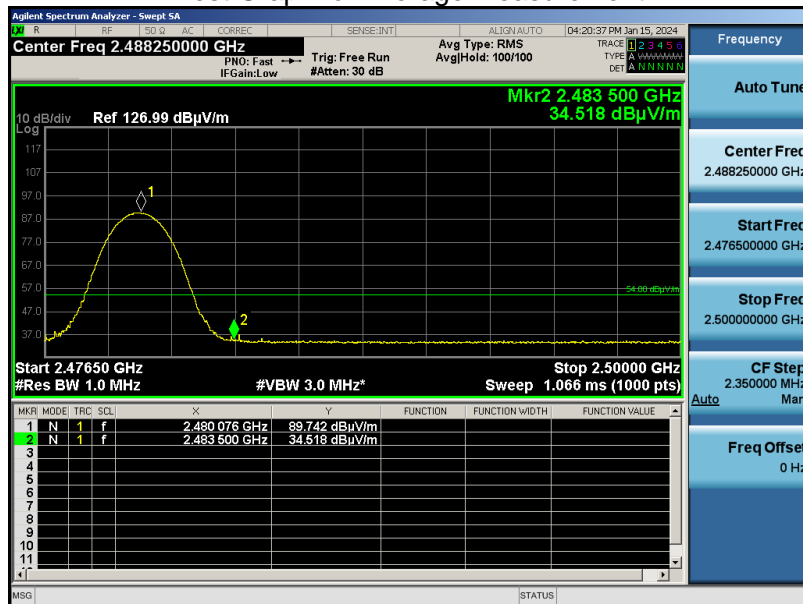 Agilent Spectrum Analyzer - Swept SA
LXI R RF 50 Ω AC CORREC SENSE:INT ALIGN AUTO 04:20:37 PM Jan 15, 2024
Center Freq 2.488250000 GHz
PNO: Fast
IFGain:Low
Trig: Free Run
#Atten: 30 dB
Avg Type: RMS
Avg|Hold: 100/100
TRACE 1 2 3 4 5 6
TYPE A WWWWW
DET A N N N N N
Mkr2 2.483 500 GHz
34.518 dBµV/m
10 dB/div Ref 126.99 dBµV/m
Log
117
107
97.0
87.0
77.0
67.0
57.0
47.0
37.0
1
2
54.00 dBµV/m
Start 2.47650 GHz Stop 2.50000 GHz
#Res BW 1.0 MHz #VBW 3.0 MHz* Sweep 1.066 ms (1000 pts)
MKR MODE TRC SCL X Y FUNCTION FUNCTION WIDTH FUNCTION VALUE
1 N 1 f 2.480 076 GHz 89.742 dBµV/m
2 N 1 f 2.483 500 GHz 34.518 dBµV/m
3
4
5
6
7
8
9
10
11
MSG STATUS
Frequency
Auto Tune
Center Freq
2.488250000 GHz
Start Freq
2.476500000 GHz
Stop Freq
2.500000000 GHz
CF Step
2.350000 MHz
Auto Man
Freq Offset
0 Hz